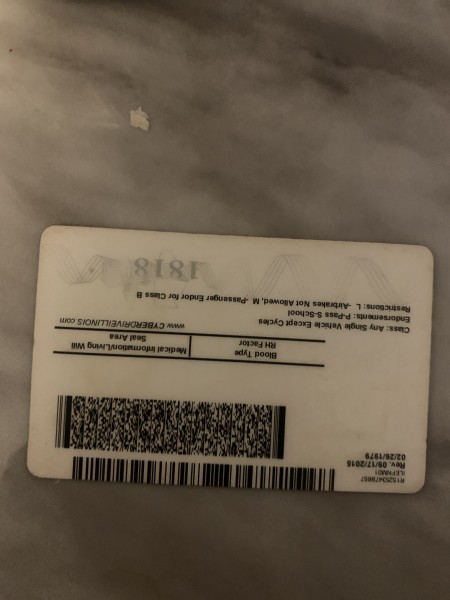 ILEFNM01
Rev. 09/17/2015
02/26/1979
Blood Type
RH Factor
Medical Information/Living Will
Seal Area
Class: Any Single Vehicle Except Cycles
www.CYBERDRIVEILLINOIS.com
Endorsements: P-Pass S-School
Restrictions: L -Airbrakes Not Allowed, M -Passenger Endor for Class B
1818